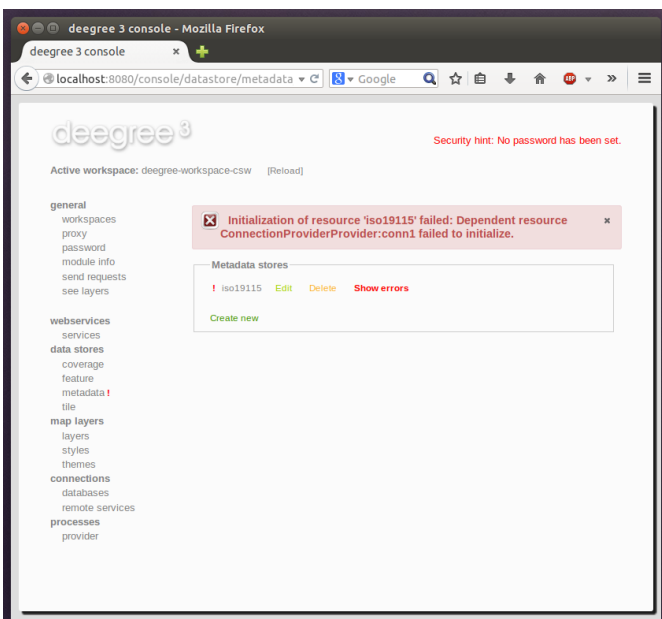 deegree 3 console - Mozilla Firefox
deegree 3 console ×
localhost:8080/console/datastore/metadata Google ABP »
deegree 3
Security hint: No password has been set.
Active workspace: deegree-workspace-csw [Reload]
general
workspaces
proxy
password
module info
send requests
see layers
webservices
services
data stores
coverage
feature
metadata !
tile
map layers
layers
styles
themes
connections
databases
remote services
processes
provider
Initialization of resource 'iso19115' failed: Dependent resource ×
ConnectionProviderProvider:conn1 failed to initialize.
Metadata stores
! iso19115 Edit Delete Show errors
Create new